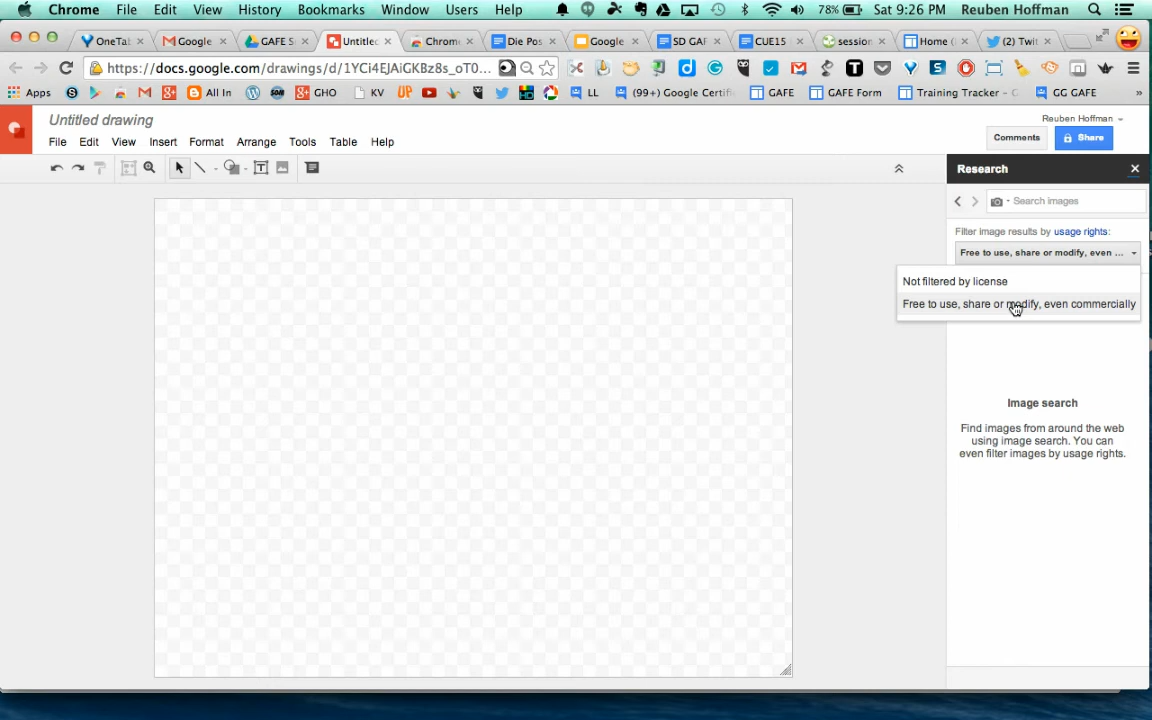 Chrome File Edit View History Bookmarks Window Users Help 78% Sat 9:26 PM Reuben Hoffman
OneTa Gmail Google GAFE S Untitled Chrome Die Pos Google SD GAF CUE15 session Home ( (2) Twi
https://docs.google.com/drawings/d/1YCi4EJAiGKBz8s_oT0...
Apps All In GHO KV UP LL (99+) Google Certifi GAFE GAFE Form Training Tracker - G GG GAFE »
Untitled drawing
Reuben Hoffman
File Edit View Insert Format Arrange Tools Table Help
Comments Share
Research
Search images
Filter image results by usage rights:
Free to use, share or modify, even ...
Not filtered by license
Free to use, share or modify, even commercially
Image search
Find images from around the web
using image search. You can
even filter images by usage rights.